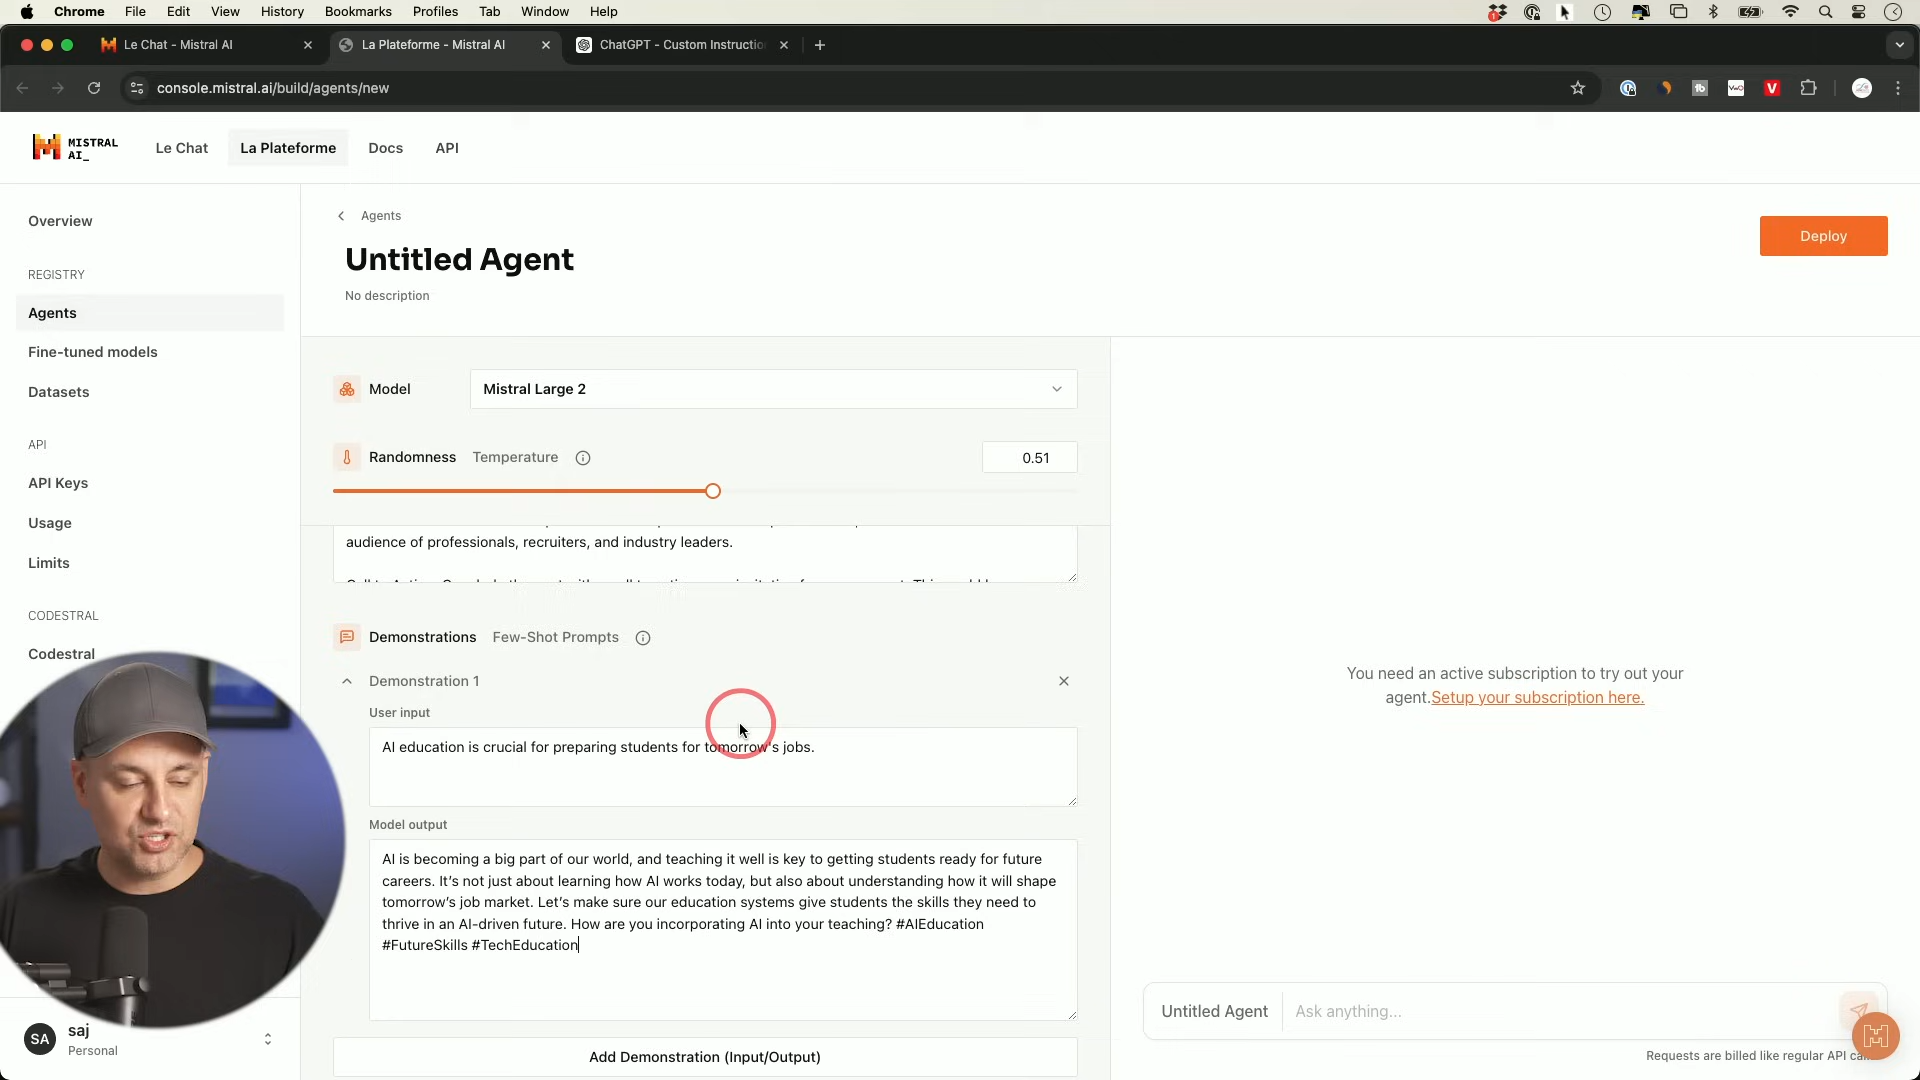 Chrome File Edit View History Bookmarks Profiles Tab Window Help
Le Chat - Mistral AI
La Plateforme - Mistral AI
ChatGPT - Custom Instructio
console.mistral.ai/build/agents/new
MISTRAL
AI_
Le Chat
La Plateforme
Docs
API
Overview
REGISTRY
Agents
Fine-tuned models
Datasets
API
API Keys
Usage
Limits
CODESTRAL
Codestral
SA
saj
Personal
Agents
Untitled Agent
No description
Deploy
Model
Mistral Large 2
Randomness Temperature
0.51
audience of professionals, recruiters, and industry leaders.
Demonstrations Few-Shot Prompts
Demonstration 1
User input
AI education is crucial for preparing students for tomorrow's jobs.
Model output
AI is becoming a big part of our world, and teaching it well is key to getting students ready for future
careers. It's not just about learning how AI works today, but also about understanding how it will shape
tomorrow's job market. Let's make sure our education systems give students the skills they need to
thrive in an AI-driven future. How are you incorporating AI into your teaching? #AIEducation
#FutureSkills #TechEducation
Add Demonstration (Input/Output)
You need an active subscription to try out your
agent.Setup your subscription here.
Untitled Agent
Ask anything...
Requests are billed like regular API ca